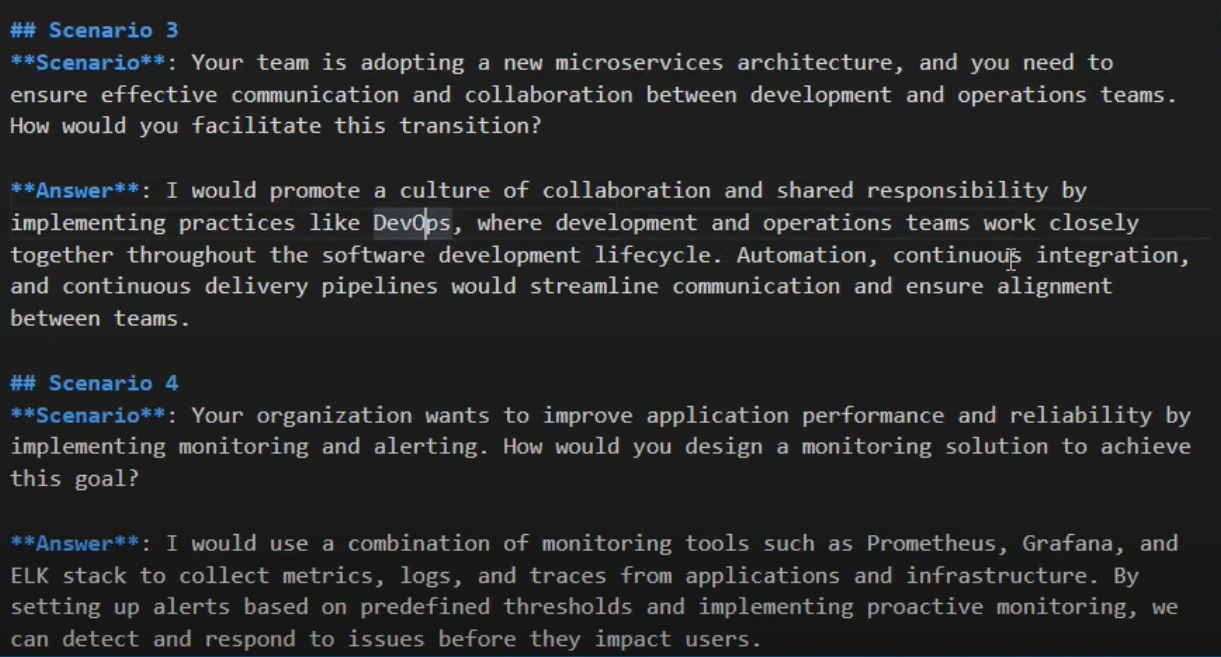 ## Scenario 3
**Scenario**: Your team is adopting a new microservices architecture, and you need to
ensure effective communication and collaboration between development and operations teams.
How would you facilitate this transition?
**Answer**: I would promote a culture of collaboration and shared responsibility by
implementing practices like DevOps, where development and operations teams work closely
together throughout the software development lifecycle. Automation, continuous integration,
and continuous delivery pipelines would streamline communication and ensure alignment
between teams.
## Scenario 4
**Scenario**: Your organization wants to improve application performance and reliability by
implementing monitoring and alerting. How would you design a monitoring solution to achieve
this goal?
**Answer**: I would use a combination of monitoring tools such as Prometheus, Grafana, and
ELK stack to collect metrics, logs, and traces from applications and infrastructure. By
setting up alerts based on predefined thresholds and implementing proactive monitoring, we
can detect and respond to issues before they impact users.